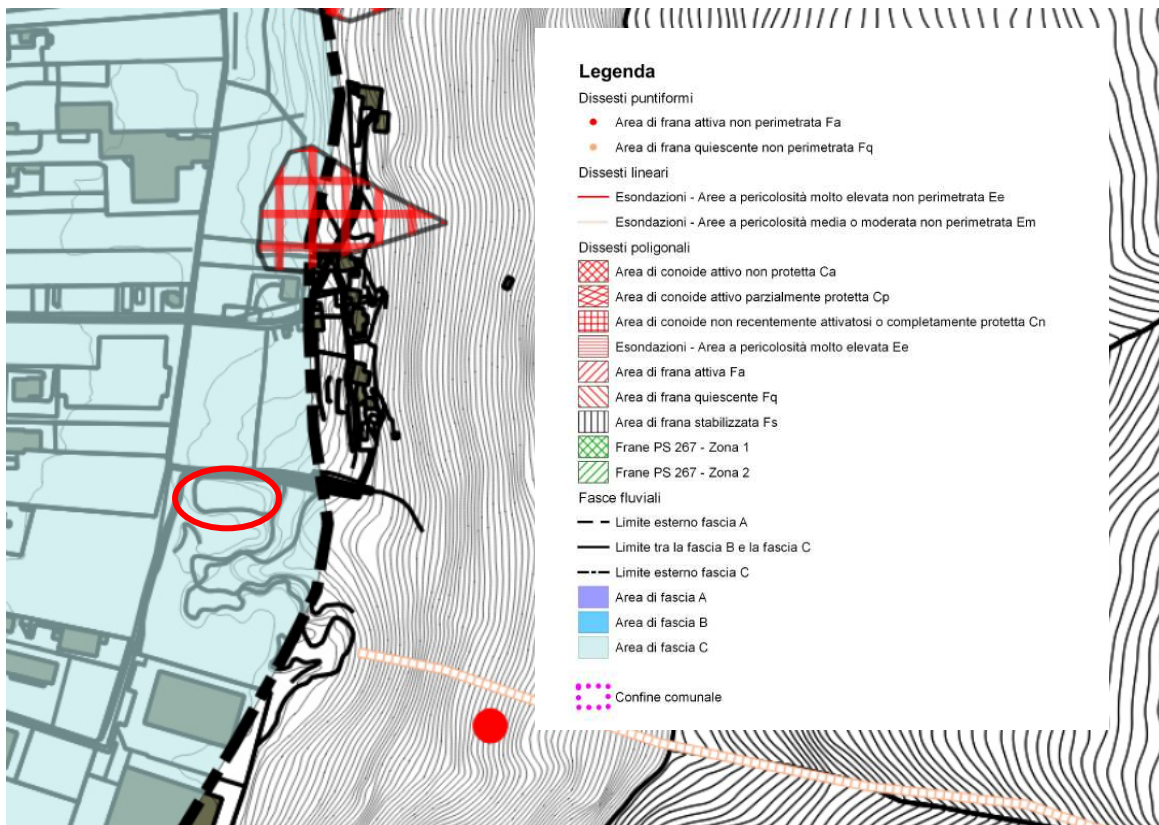 Legenda
Dissesti puntiformi
Area di frana attiva non perimetrata Fa
Area di frana quiescente non perimetrata Fq
Dissesti lineari
Esondazioni - Aree a pericolosità molto elevata non perimetrata Ee
Esondazioni - Aree a pericolosità media o moderata non perimetrata Em
Dissesti poligonali
Area di conoide attivo non protetta Ca
Area di conoide attivo parzialmente protetta Cp
Area di conoide non recentemente attivatosi o completamente protetta Cn
Esondazioni - Area a pericolosità molto elevata Ee
Area di frana attiva Fa
Area di frana quiescente Fq
Area di frana stabilizzata Fs
Frane PS 267 - Zona 1
Frane PS 267 - Zona 2
Fasce fluviali
Limite esterno fascia A
Limite tra la fascia B e la fascia C
Limite esterno fascia C
Area di fascia A
Area di fascia B
Area di fascia C
Confine comunale